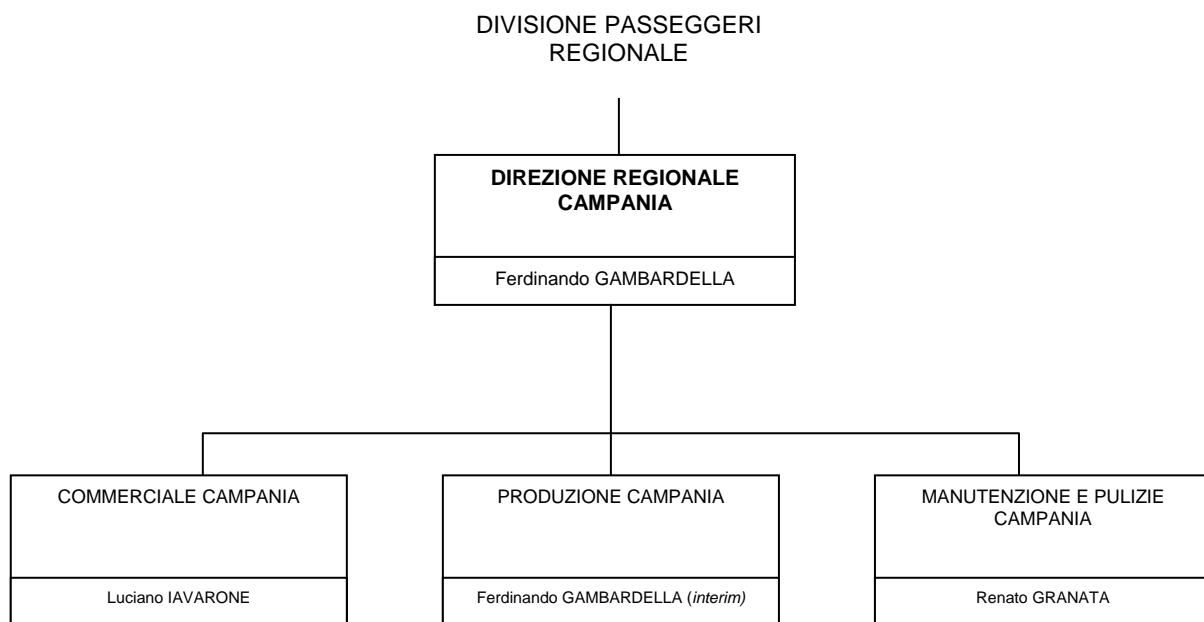 DIVISIONE PASSEGGERI
REGIONALE
DIREZIONE REGIONALE
CAMPANIA
Ferdinando GAMBARDELLA
COMMERCIALE CAMPANIA
Luciano IAVARONE
PRODUZIONE CAMPANIA
Ferdinando GAMBARDELLA (interim)
MANUTENZIONE E PULIZIE
CAMPANIA
Renato GRANATA